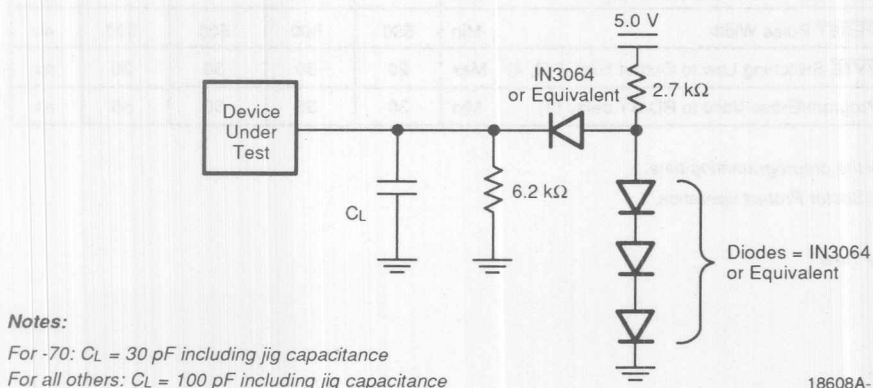 5.0 V
IN3064
or Equivalent
2.7 kΩ
Device
Under
Test
CL
6.2 kΩ
Diodes = IN3064
or Equivalent
Notes:
For -70: CL = 30 pF including jig capacitance
For all others: CL = 100 pF including jig capacitance
18608A-